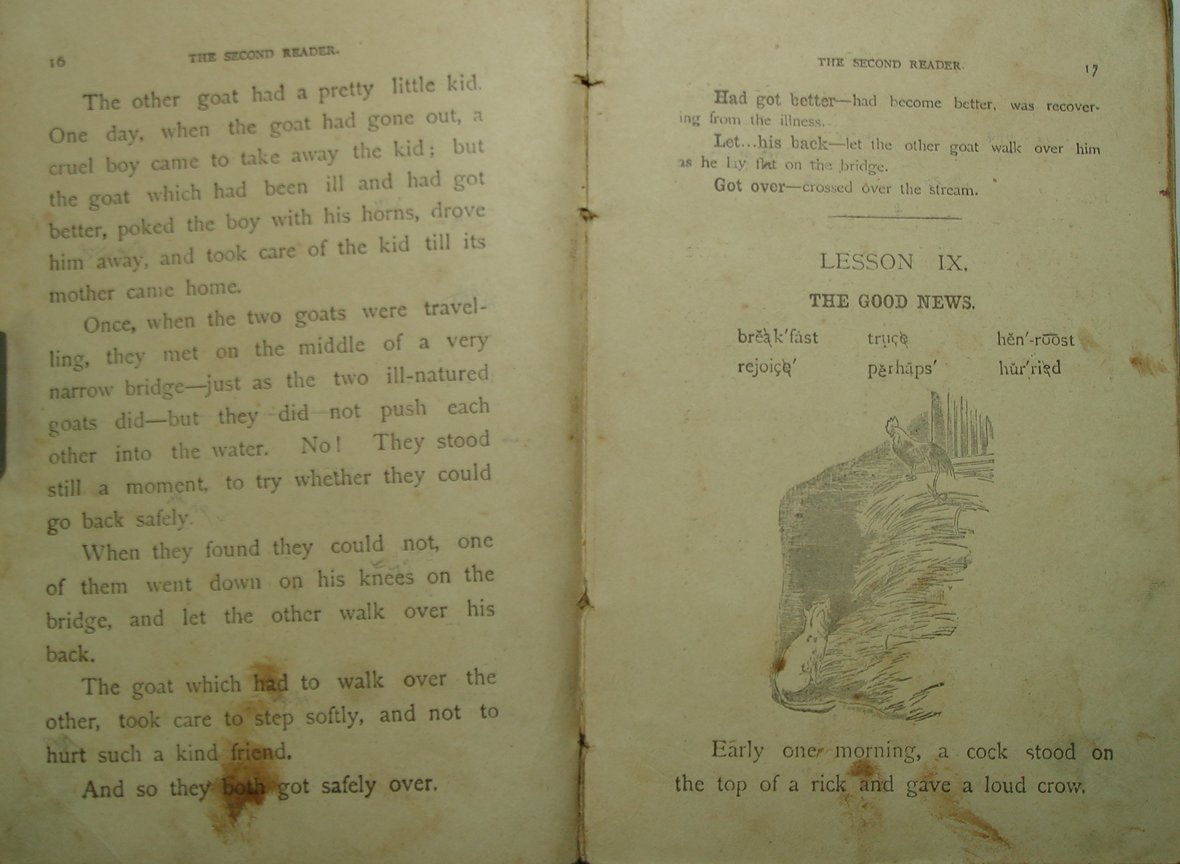 16
THE SECOND READER.
The other goat had a pretty little kid.
One day, when the goat had gone out, a
cruel boy came to take away the kid; but
the goat which had been ill and had got
better, poked the boy with his horns, drove
him away, and took care of the kid till its
mother came home.
Once, when the two goats were travel-
ling, they met on the middle of a very
narrow bridge—just as the two ill-natured
goats did—but they did not push each
other into the water. No! They stood
still a moment, to try whether they could
go back safely.
When they found they could not, one
of them went down on his knees on the
bridge, and let the other walk over his
back.
The goat which had to walk over the
other, took care to step softly, and not to
hurt such a kind friend.
And so they both got safely over.
THE SECOND READER.
17
Had got better—had become better, was recover-
ing from the illness.
Let...his back—let the other goat walk over him
as he lay flat on the bridge.
Got over—crossed over the stream.
LESSON IX.
THE GOOD NEWS.
brĕak′fàst truçe hĕn′-ro͞ost
rejoiçe′ pĕrhăps′ hŭr′ried
Early one morning, a cock stood on
the top of a rick and gave a loud crow.